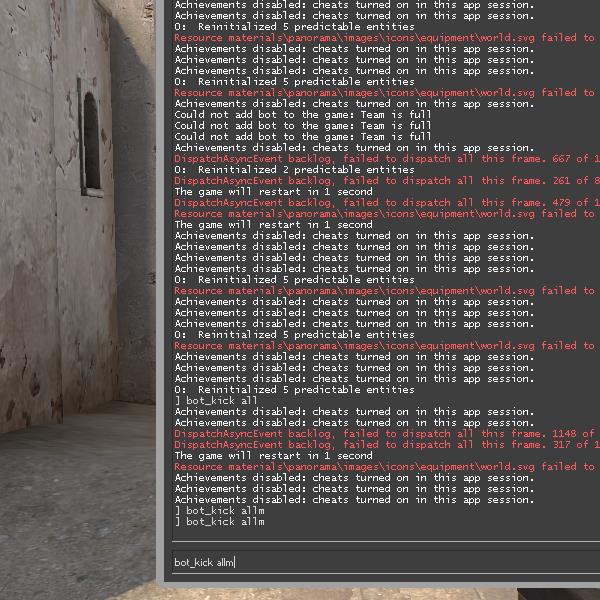 Achievements disabled: cheats turned on in this app session.
Achievements disabled: cheats turned on in this app session.
0:  Reinitialized 5 predictable entities
Resource materials\panorama\images\icons\equipment\world.svg failed to
Achievements disabled: cheats turned on in this app session.
Achievements disabled: cheats turned on in this app session.
Achievements disabled: cheats turned on in this app session.
0:  Reinitialized 5 predictable entities
Resource materials\panorama\images\icons\equipment\world.svg failed to
Achievements disabled: cheats turned on in this app session.
Could not add bot to the game: Team is full
Could not add bot to the game: Team is full
Could not add bot to the game: Team is full
Achievements disabled: cheats turned on in this app session.
DispatchAsyncEvent backlog, failed to dispatch all this frame. 667 of 1
0:  Reinitialized 2 predictable entities
DispatchAsyncEvent backlog, failed to dispatch all this frame. 261 of 8
The game will restart in 1 second
DispatchAsyncEvent backlog, failed to dispatch all this frame. 479 of 1
Resource materials\panorama\images\icons\equipment\world.svg failed to
The game will restart in 1 second
Achievements disabled: cheats turned on in this app session.
Achievements disabled: cheats turned on in this app session.
Achievements disabled: cheats turned on in this app session.
Achievements disabled: cheats turned on in this app session.
0:  Reinitialized 5 predictable entities
Resource materials\panorama\images\icons\equipment\world.svg failed to
Achievements disabled: cheats turned on in this app session.
Achievements disabled: cheats turned on in this app session.
Achievements disabled: cheats turned on in this app session.
0:  Reinitialized 5 predictable entities
Resource materials\panorama\images\icons\equipment\world.svg failed to
Achievements disabled: cheats turned on in this app session.
Achievements disabled: cheats turned on in this app session.
Achievements disabled: cheats turned on in this app session.
0:  Reinitialized 5 predictable entities
] bot_kick all
Achievements disabled: cheats turned on in this app session.
Achievements disabled: cheats turned on in this app session.
DispatchAsyncEvent backlog, failed to dispatch all this frame. 1148 of
DispatchAsyncEvent backlog, failed to dispatch all this frame. 317 of 1
The game will restart in 1 second
Resource materials\panorama\images\icons\equipment\world.svg failed to
Achievements disabled: cheats turned on in this app session.
Achievements disabled: cheats turned on in this app session.
Achievements disabled: cheats turned on in this app session.
] bot_kick allm
] bot_kick allm
bot_kick allm